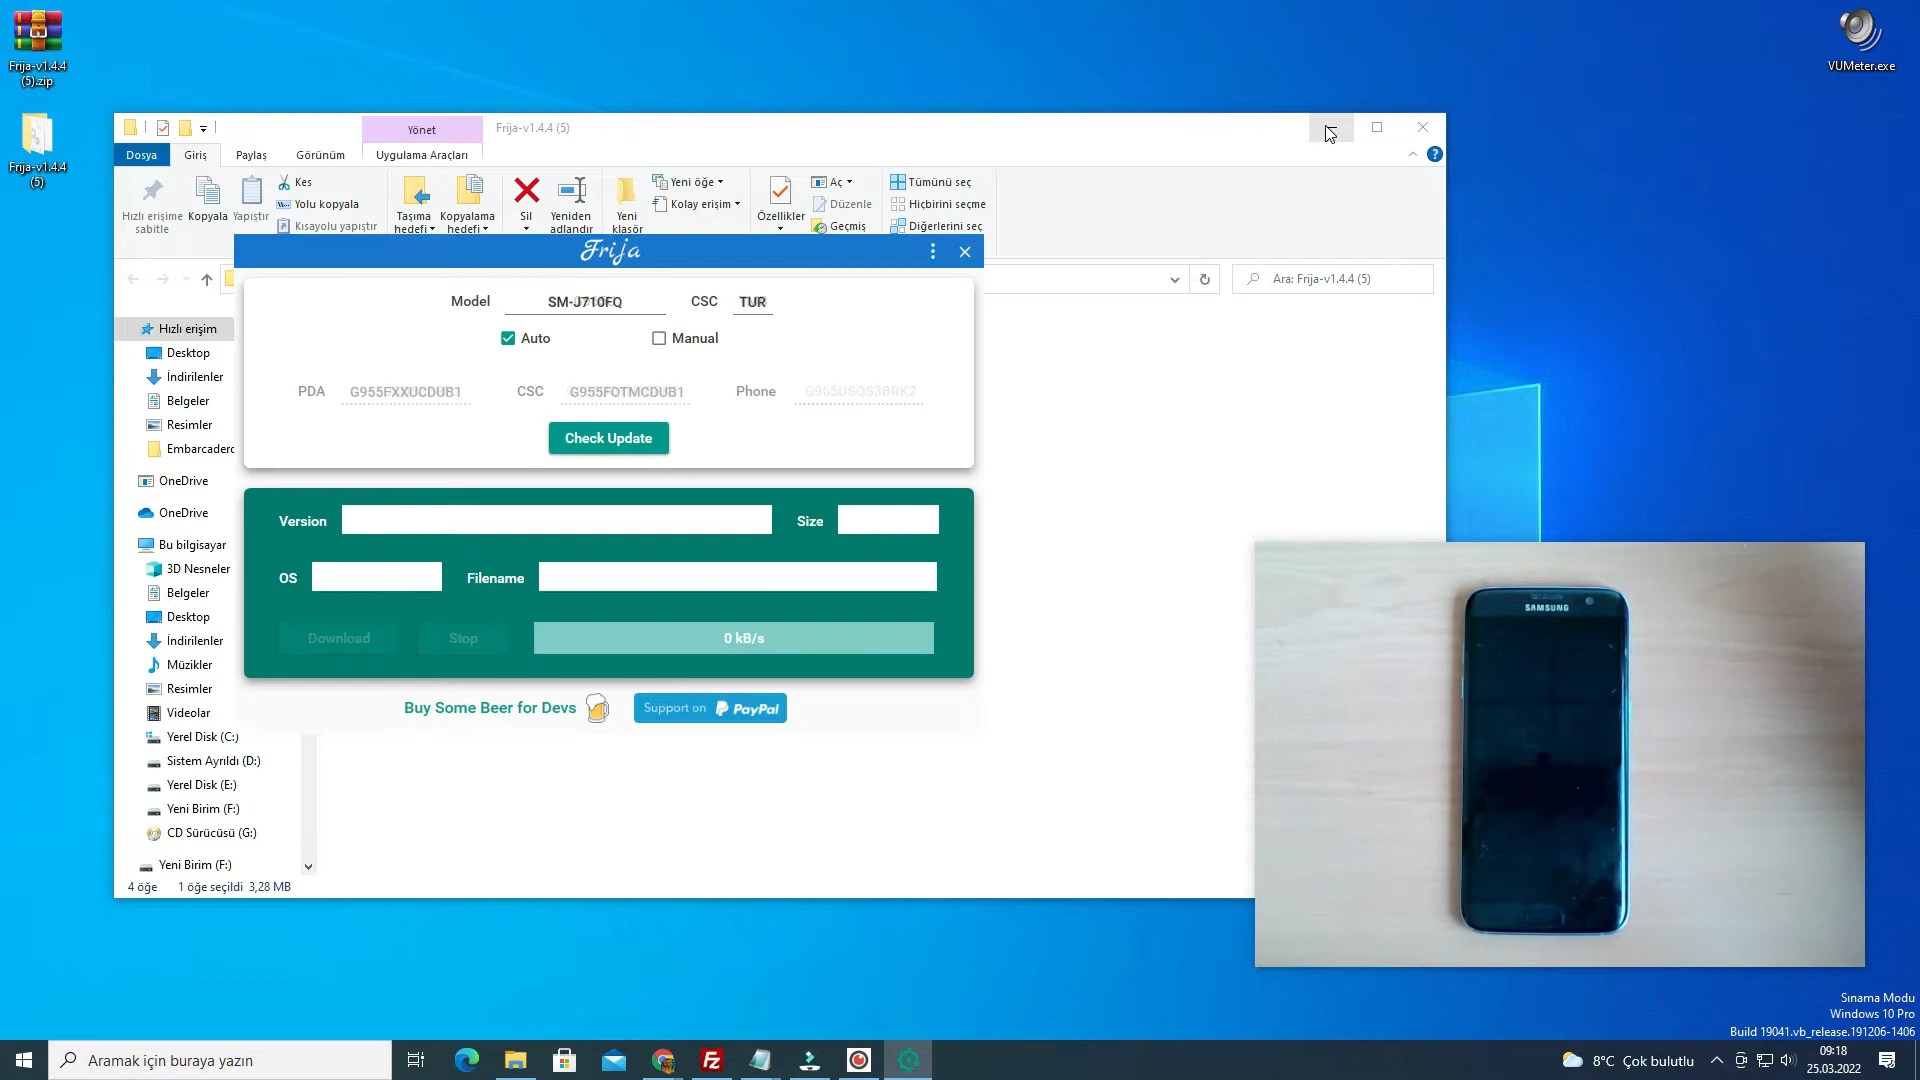 Frija-v1.4.4
(5).zip
VUMeter.exe
Frija-v1.4.4
(5)
Yönet
Frija-v1.4.4 (5)
Dosya
Giriş
Paylaş
Görünüm
Uygulama Araçları
Hızlı erişime
sabitle
Kopyala
Yapıştır
Kes
Yolu kopyala
Kısayolu yapıştır
Taşıma
hedefi
Kopyalama
hedefi
Sil
Yeniden
adlandır
Yeni
klasör
Yeni öğe
Kolay erişim
Özellikler
Aç
Düzenle
Geçmiş
Tümünü seç
Hiçbirini seçme
Diğerlerini seç
Ara: Frija-v1.4.4 (5)
Frija
Model SM-J710FQ CSC TUR
Auto Manual
PDA G955FXXUCDUB1 CSC G955FOTMCDUB1 Phone G965USQS3BRK2
Check Update
Version Size
OS Filename
Download Stop 0 kB/s
Buy Some Beer for Devs Support on PayPal
Hızlı erişim
Desktop
İndirilenler
Belgeler
Resimler
Embarcaderc
OneDrive
OneDrive
Bu bilgisayar
3D Nesneler
Belgeler
Desktop
İndirilenler
Müzikler
Resimler
Videolar
Yerel Disk (C:)
Sistem Ayrıldı (D:)
Yerel Disk (E:)
Yeni Birim (F:)
CD Sürücüsü (G:)
Yeni Birim (F:)
4 öğe 1 öğe seçildi 3,28 MB
SAMSUNG
Sınama Modu
Windows 10 Pro
Build 19041.vb_release.191206-1406
Aramak için buraya yazın
8°C Çok bulutlu
09:18
25.03.2022